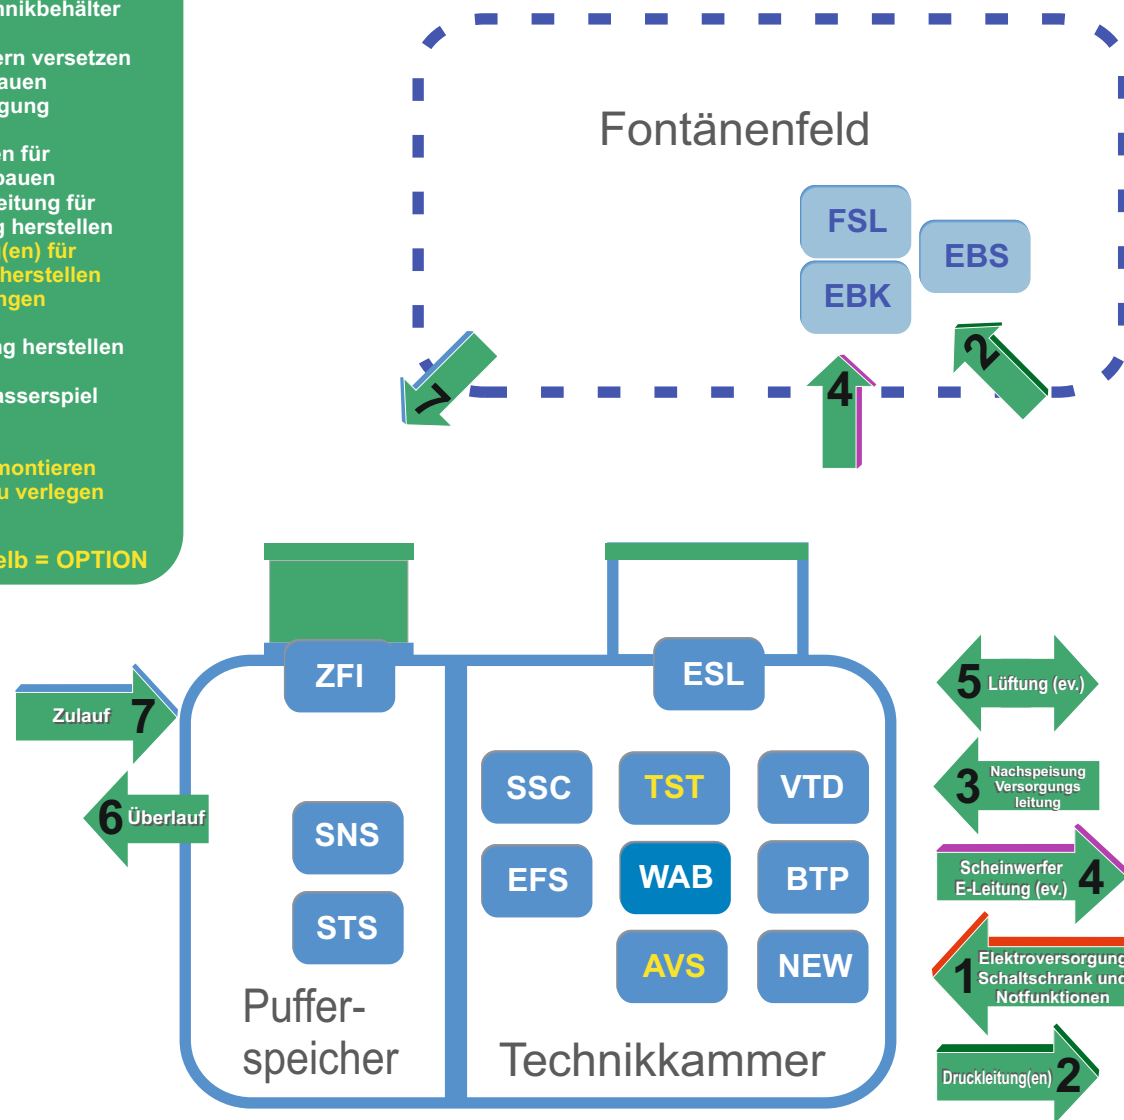 hnikbehälter
ern versetzen
auen
gung
en für
bauen
eitung für
g herstellen
g(en) für
herstellen
ngen
ng herstellen
asserspiel
montieren
u verlegen
elb = OPTION
Fontänenfeld
FSL
EBS
EBK
7
4
2
ZFI
ESL
Zulauf 7
6 Überlauf
SNS
STS
SSC TST VTD
EFS WAB BTP
AVS NEW
Puffer-
speicher
Technikkammer
5 Lüftung (ev.)
3 Nachspeisung
Versorgungs
leitung
Scheinwerfer
E-Leitung (ev.) 4
1 Elektroversorgung
Schaltschrank und
Notfunktionen
Druckleitung(en) 2